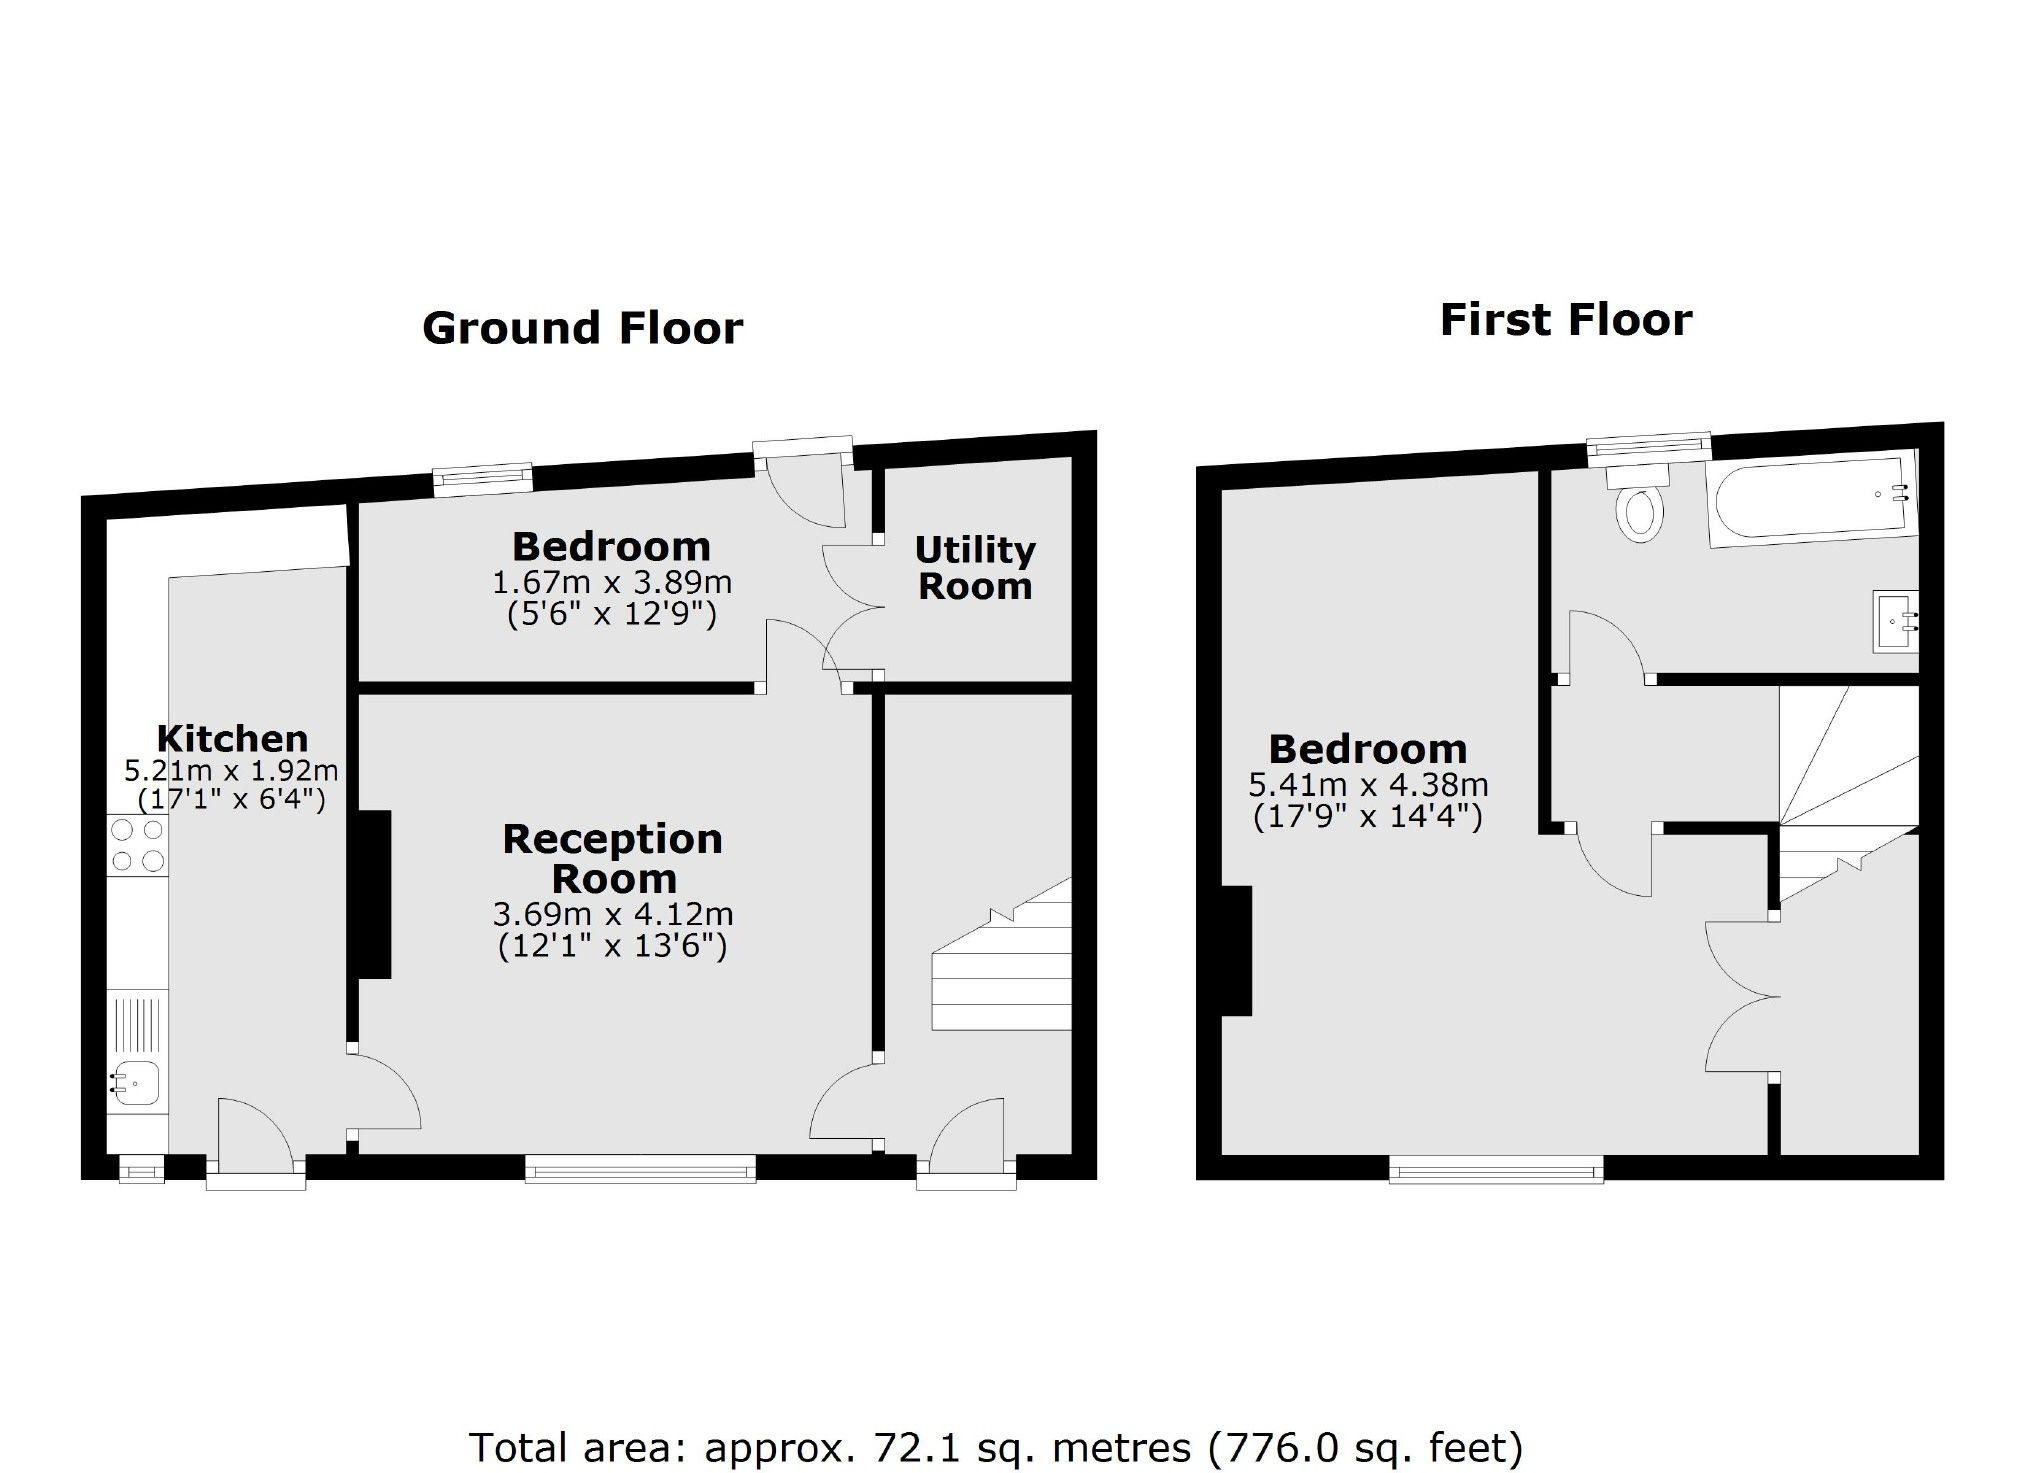 Ground Floor
First Floor
Bedroom
1.67m x 3.89m
(5'6" x 12'9")
Utility
Room
Kitchen
5.21m x 1.92m
(17'1" x 6'4")
Reception
Room
3.69m x 4.12m
(12'1" x 13'6")
Bedroom
5.41m x 4.38m
(17'9" x 14'4")
Total area: approx. 72.1 sq. metres (776.0 sq. feet)